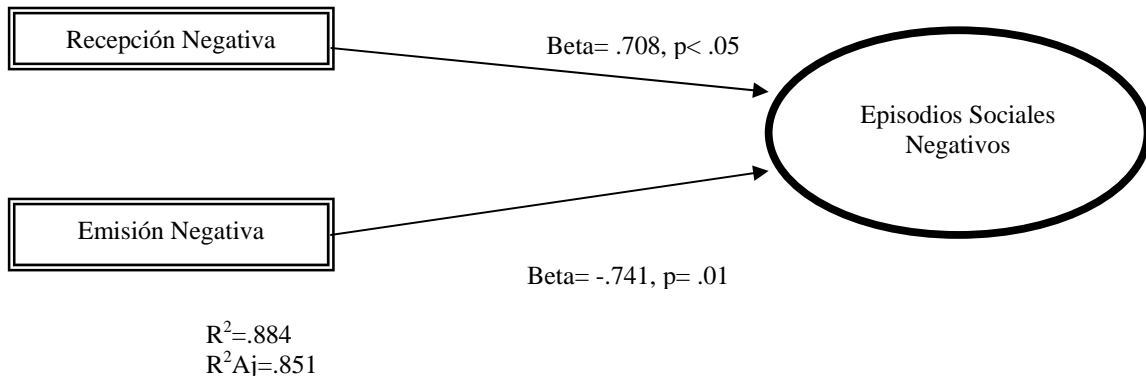 Recepción Negativa
Beta= .708, p< .05
Episodios Sociales
Negativos
Emisión Negativa
Beta= -.741, p= .01
R²=.884
R²Aj=.851